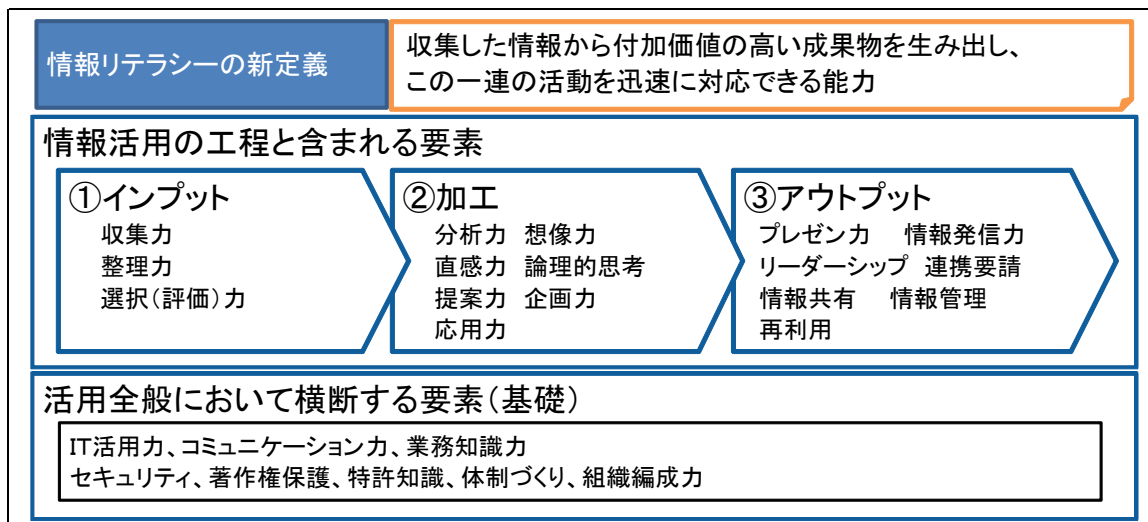 情報リテラシーの新定義
収集した情報から付加価値の高い成果物を生み出し、
この一連の活動を迅速に対応できる能力
情報活用の工程と含まれる要素
①インプット
収集力
整理力
選択(評価)力
②加工
分析力 想像力
直感力 論理的思考
提案力 企画力
応用力
③アウトプット
プレゼン力 情報発信力
リーダーシップ 連携要請
情報共有 情報管理
再利用
活用全般において横断する要素(基礎)
IT活用力、コミュニケーション力、業務知識力
セキュリティ、著作権保護、特許知識、体制づくり、組織編成力